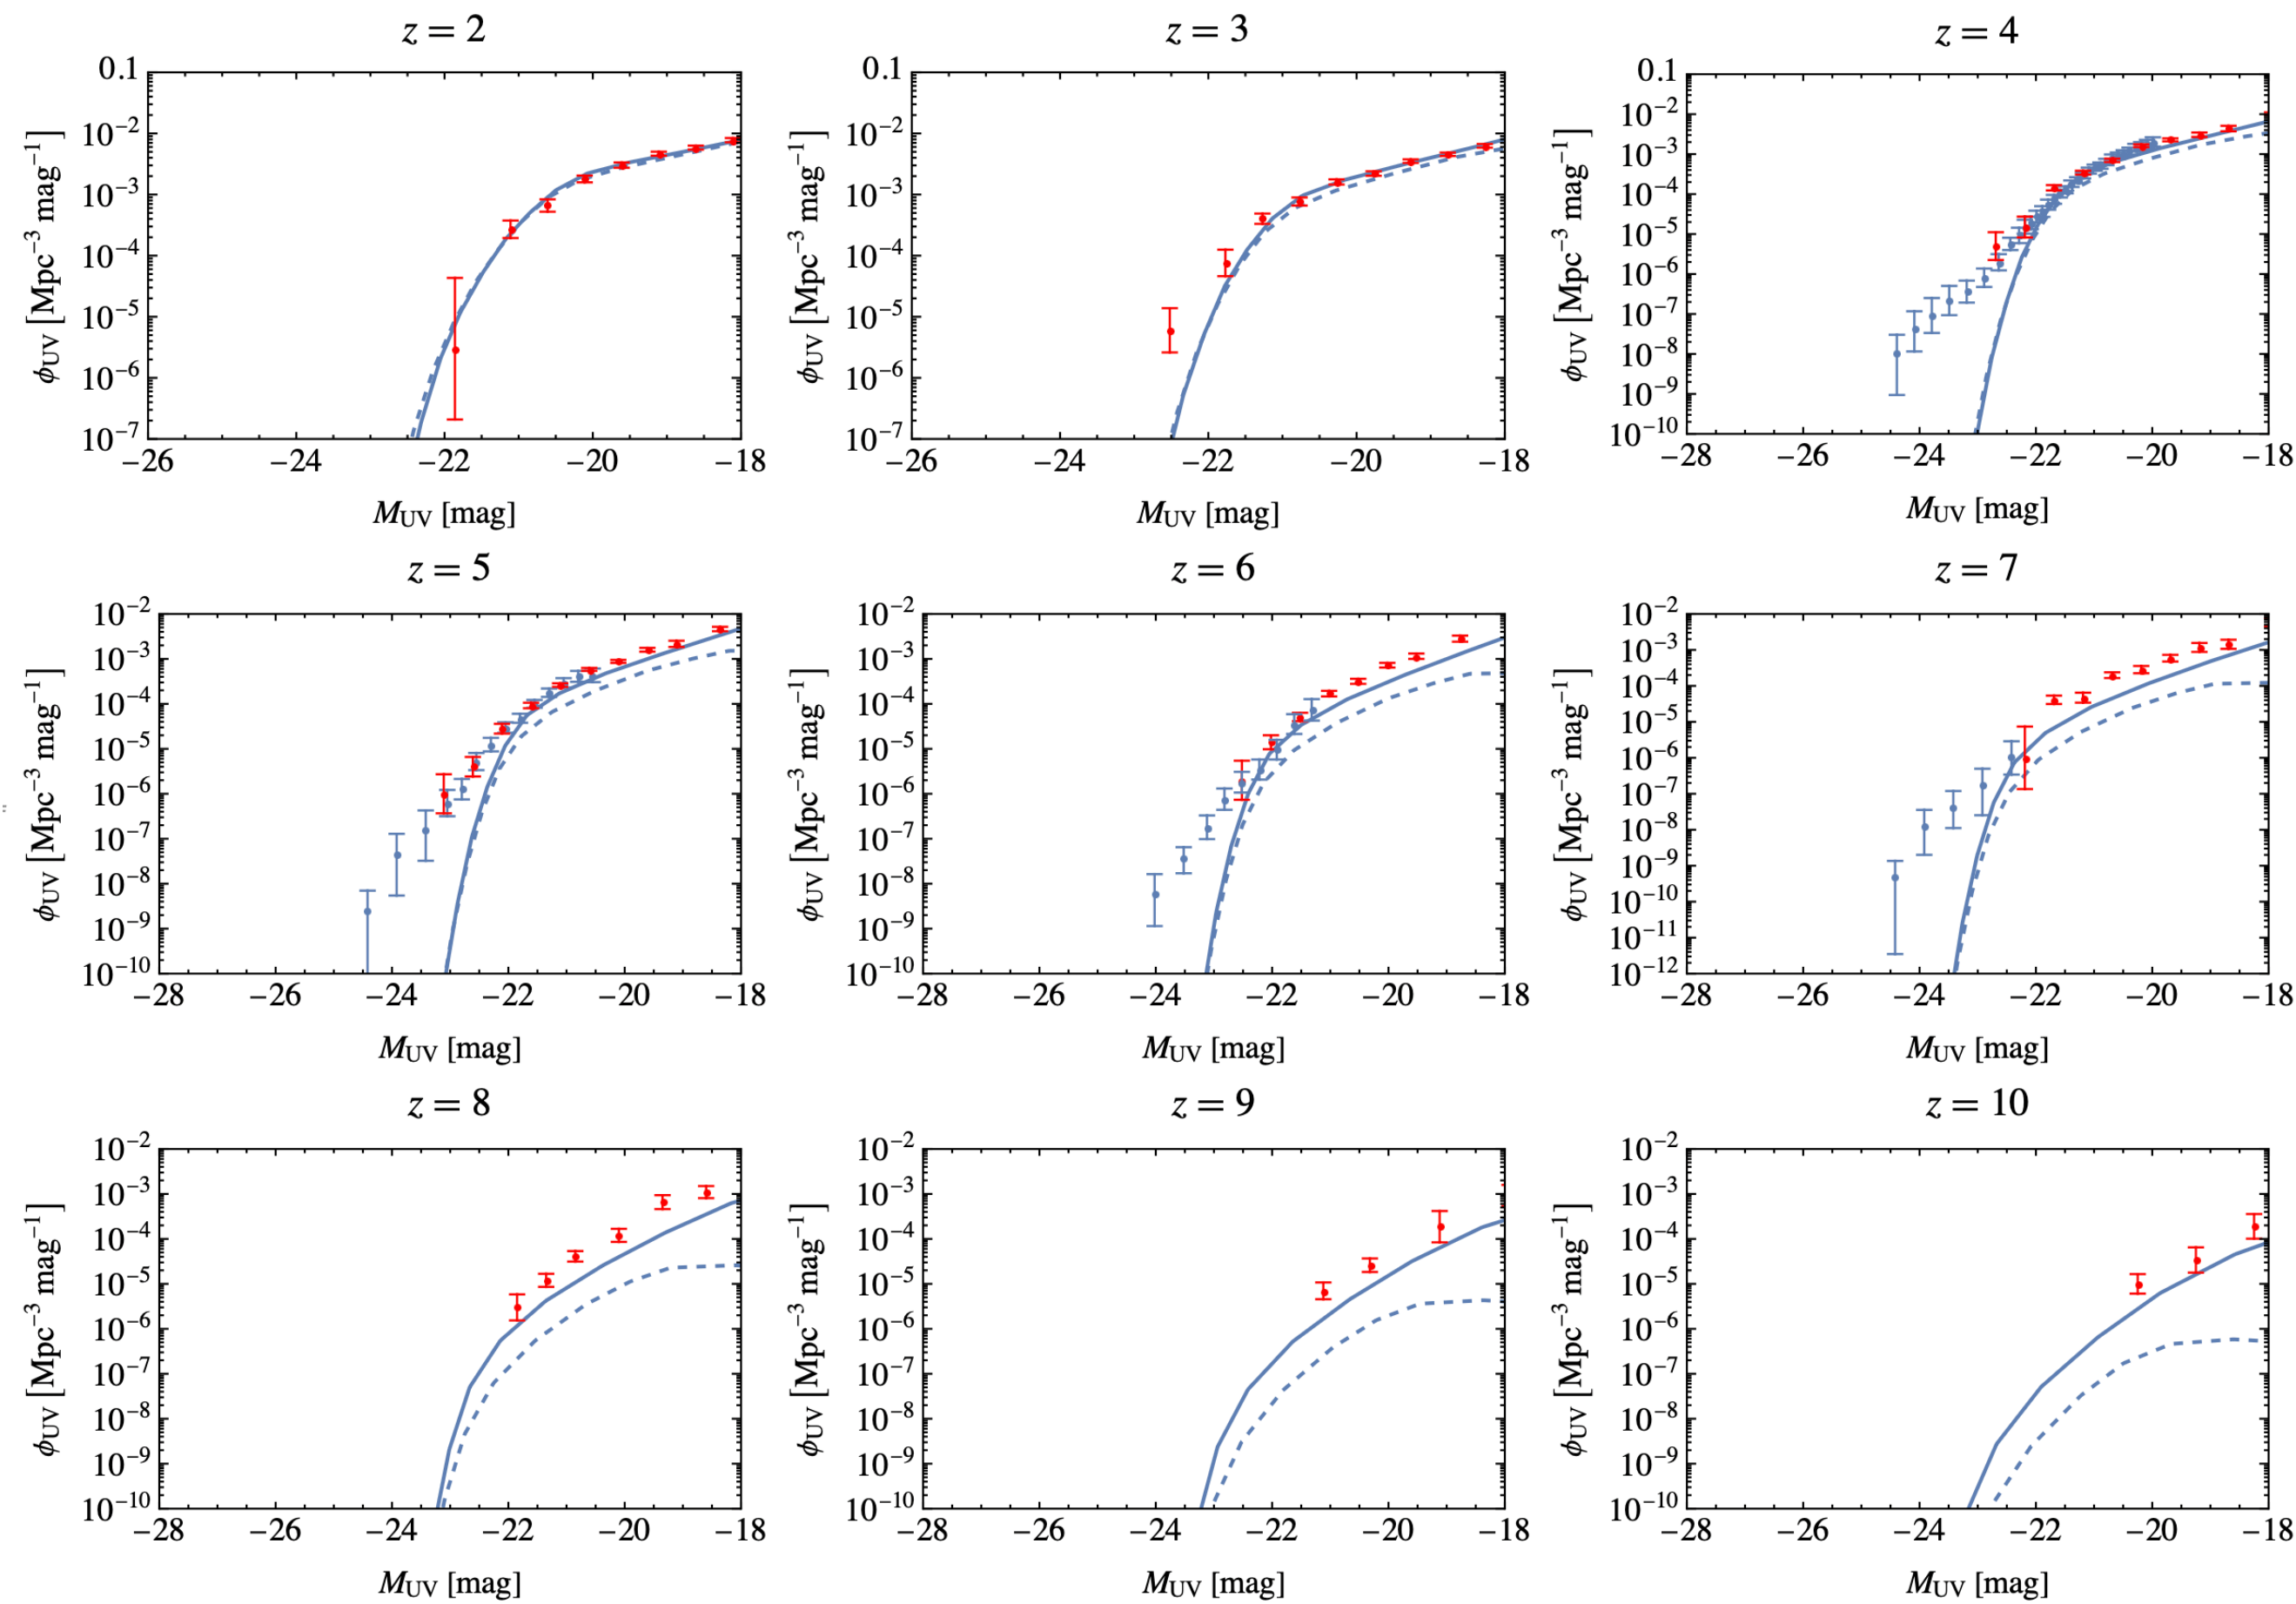 z = 2
z = 3
z = 4
0.1
10⁻²
10⁻³
10⁻⁴
10⁻⁵
10⁻⁶
10⁻⁷
ϕUV [Mpc⁻³ mag⁻¹]
−26 −24 −22 −20 −18
MUV [mag]
0.1
10⁻²
10⁻³
10⁻⁴
10⁻⁵
10⁻⁶
10⁻⁷
ϕUV [Mpc⁻³ mag⁻¹]
−26 −24 −22 −20 −18
MUV [mag]
0.1
10⁻²
10⁻³
10⁻⁴
10⁻⁵
10⁻⁶
10⁻⁷
10⁻⁸
10⁻⁹
10⁻¹⁰
ϕUV [Mpc⁻³ mag⁻¹]
−28 −26 −24 −22 −20 −18
MUV [mag]
z = 5
z = 6
z = 7
10⁻²
10⁻³
10⁻⁴
10⁻⁵
10⁻⁶
10⁻⁷
10⁻⁸
10⁻⁹
10⁻¹⁰
ϕUV [Mpc⁻³ mag⁻¹]
−28 −26 −24 −22 −20 −18
MUV [mag]
10⁻²
10⁻³
10⁻⁴
10⁻⁵
10⁻⁶
10⁻⁷
10⁻⁸
10⁻⁹
10⁻¹⁰
ϕUV [Mpc⁻³ mag⁻¹]
−28 −26 −24 −22 −20 −18
MUV [mag]
10⁻²
10⁻³
10⁻⁴
10⁻⁵
10⁻⁶
10⁻⁷
10⁻⁸
10⁻⁹
10⁻¹⁰
10⁻¹¹
10⁻¹²
ϕUV [Mpc⁻³ mag⁻¹]
−28 −26 −24 −22 −20 −18
MUV [mag]
z = 8
z = 9
z = 10
10⁻²
10⁻³
10⁻⁴
10⁻⁵
10⁻⁶
10⁻⁷
10⁻⁸
10⁻⁹
10⁻¹⁰
ϕUV [Mpc⁻³ mag⁻¹]
−28 −26 −24 −22 −20 −18
MUV [mag]
10⁻²
10⁻³
10⁻⁴
10⁻⁵
10⁻⁶
10⁻⁷
10⁻⁸
10⁻⁹
10⁻¹⁰
ϕUV [Mpc⁻³ mag⁻¹]
−28 −26 −24 −22 −20 −18
MUV [mag]
10⁻²
10⁻³
10⁻⁴
10⁻⁵
10⁻⁶
10⁻⁷
10⁻⁸
10⁻⁹
10⁻¹⁰
ϕUV [Mpc⁻³ mag⁻¹]
−28 −26 −24 −22 −20 −18
MUV [mag]